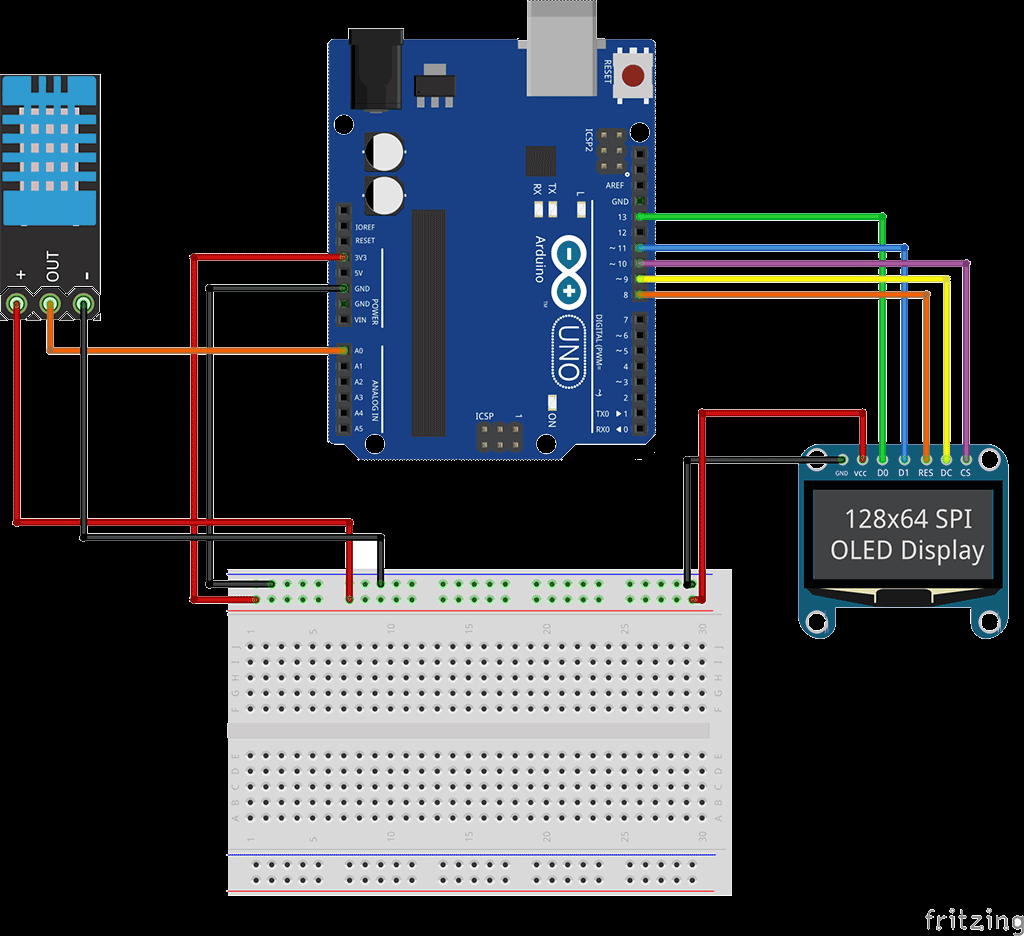 + OUT -
RESET
ICSP2
AREF
GND
13
12
~ 11
~ 10
~ 9
8
7
~ 6
~ 5
4
~ 3
2
TX0 ▶ 1
RX0 ◀ 0
DIGITAL (PWM= ~)
RX TX L
Arduino
TM
UNO
ON
ICSP 1
IOREF
RESET
3V3
5V
GND
GND
VIN
POWER
A0
A1
A2
A3
A4
A5
ANALOG IN
GND VCC D0 D1 RES DC CS
128x64 SPI
OLED Display
1 5 10 15 20 25 30
J J
I I
H H
G G
F F
E E
D D
C C
B B
A A
1 5 10 15 20 25 30
fritzing